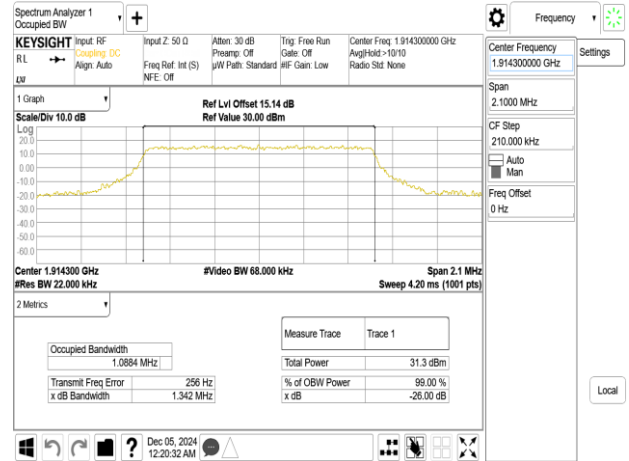 Spectrum Analyzer 1
Occupied BW
Frequency
KEYSIGHT
Input: RF
Input Z: 50 Ω
Atten: 30 dB
Trig: Free Run
Center Freq: 1.914300000 GHz
RL
Coupling: DC
Preamp: Off
Gate: Off
Avg|Hold:>10/10
Align: Auto
Freq Ref: Int (S)
µW Path: Standard
#IF Gain: Low
Radio Std: None
NFE: Off
LXI
Center Frequency
1.914300000 GHz
Settings
Span
2.1000 MHz
CF Step
210.000 kHz
Auto
Man
Freq Offset
0 Hz
Local
1 Graph
Ref Lvl Offset 15.14 dB
Scale/Div 10.0 dB
Ref Value 30.00 dBm
Log
20.0
10.0
0.00
-10.0
-20.0
-30.0
-40.0
-50.0
-60.0
Center 1.914300 GHz
#Video BW 68.000 kHz
Span 2.1 MHz
#Res BW 22.000 kHz
Sweep 4.20 ms (1001 pts)
2 Metrics
Measure Trace
Trace 1
Occupied Bandwidth
1.0884 MHz
Total Power
31.3 dBm
Transmit Freq Error
256 Hz
% of OBW Power
99.00 %
x dB Bandwidth
1.342 MHz
x dB
-26.00 dB
?
Dec 05, 2024
12:20:32 AM